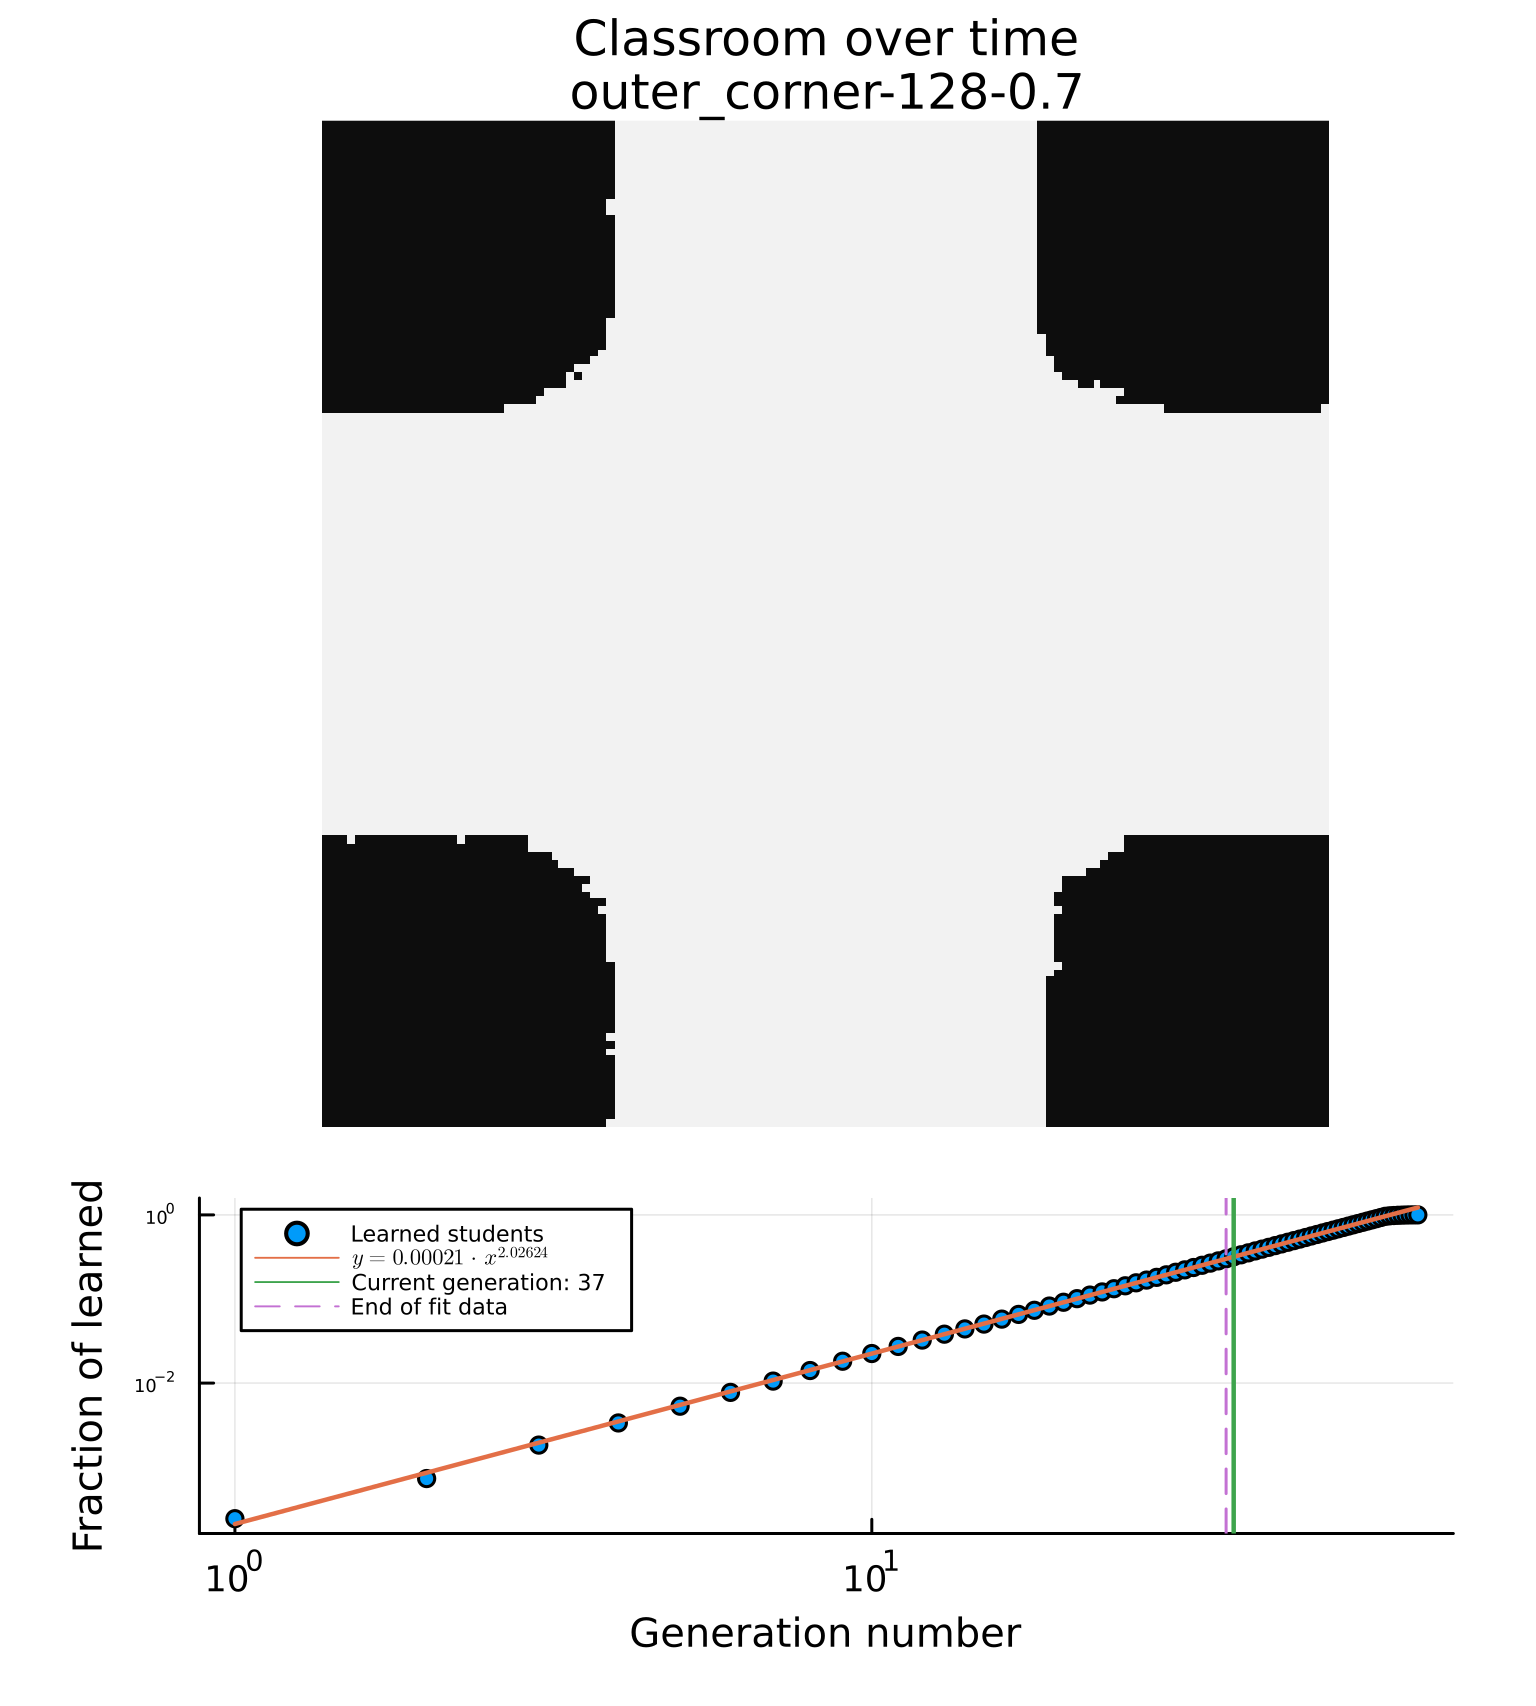 Classroom over time
outer_corner-128-0.7
Fraction of learned
10^0
10^−2
Learned students
y = 0.00021 · x^2.02624
Current generation: 37
End of fit data
10^0
10^1
Generation number